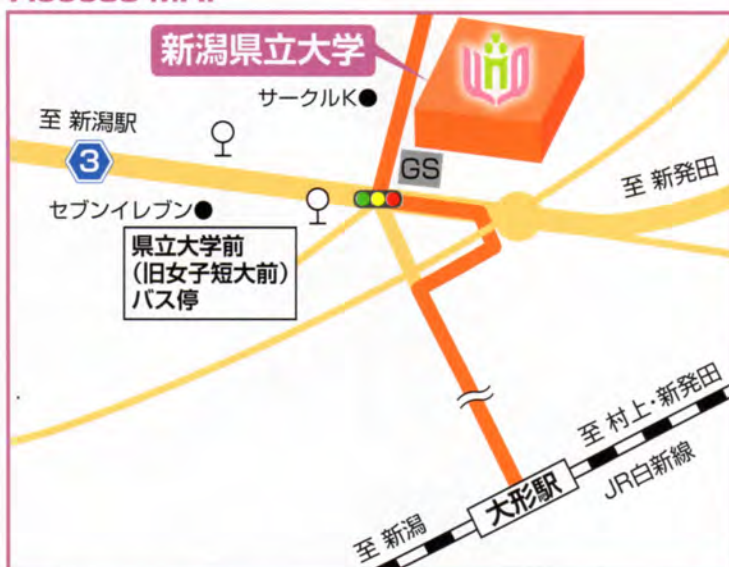 新潟県立大学
サークルK
至 新潟駅
3
GS
至 新発田
セブンイレブン
県立大学前
(旧女子短大前)
バス停
至 村上・新発田
JR白新線
大形駅
至 新潟